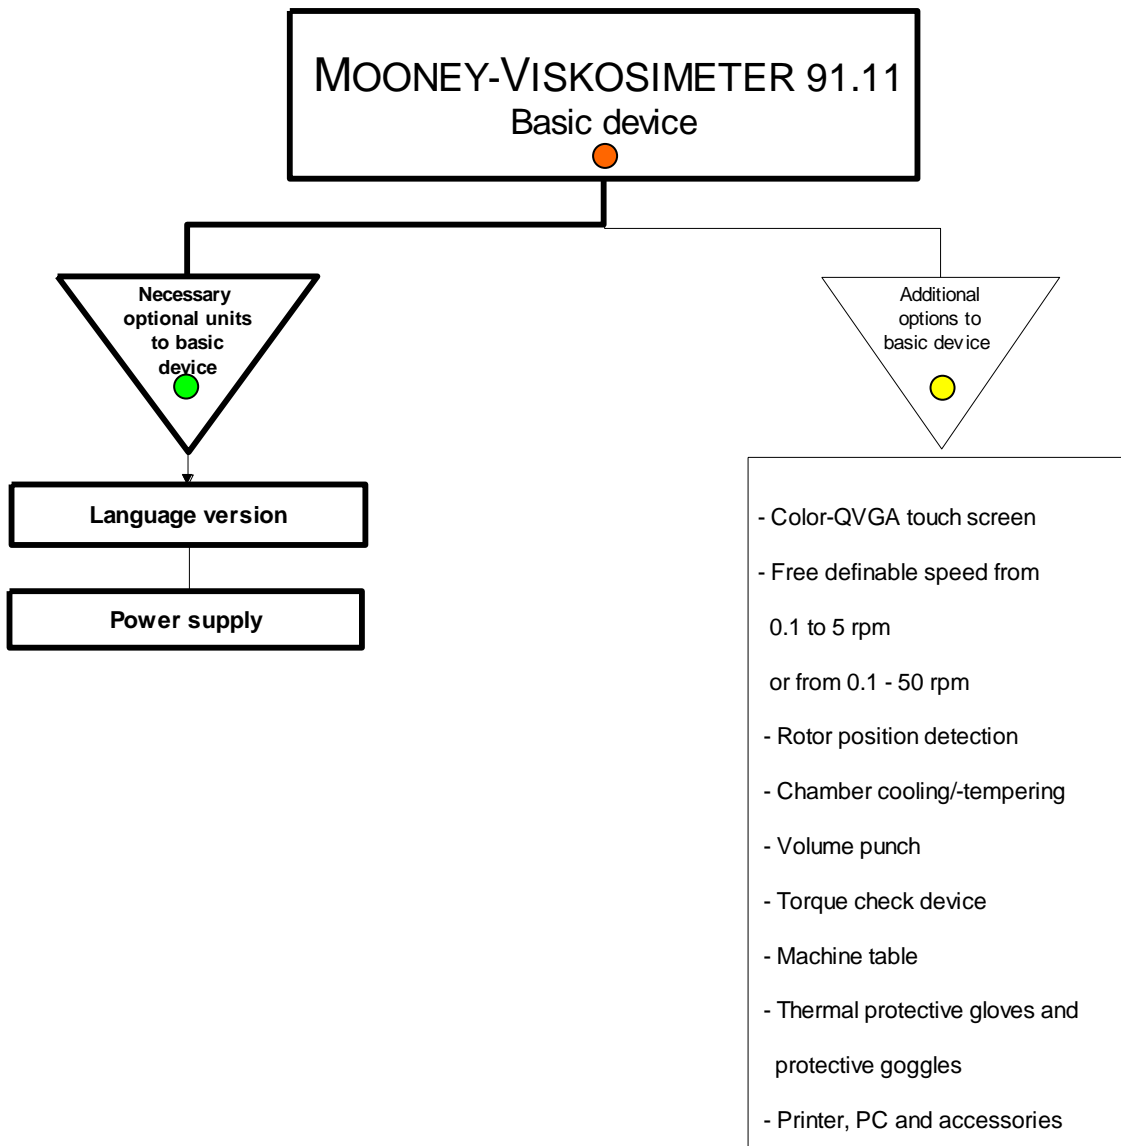 MOONEY-VISKOSIMETER 91.11
Basic device
Necessary
optional units
to basic
device
Language version
Power supply
Additional
options to
basic device
- Color-QVGA touch screen
- Free definable speed from
0.1 to 5 rpm
or from 0.1 - 50 rpm
- Rotor position detection
- Chamber cooling/-tempering
- Volume punch
- Torque check device
- Machine table
- Thermal protective gloves and
protective goggles
- Printer, PC and accessories